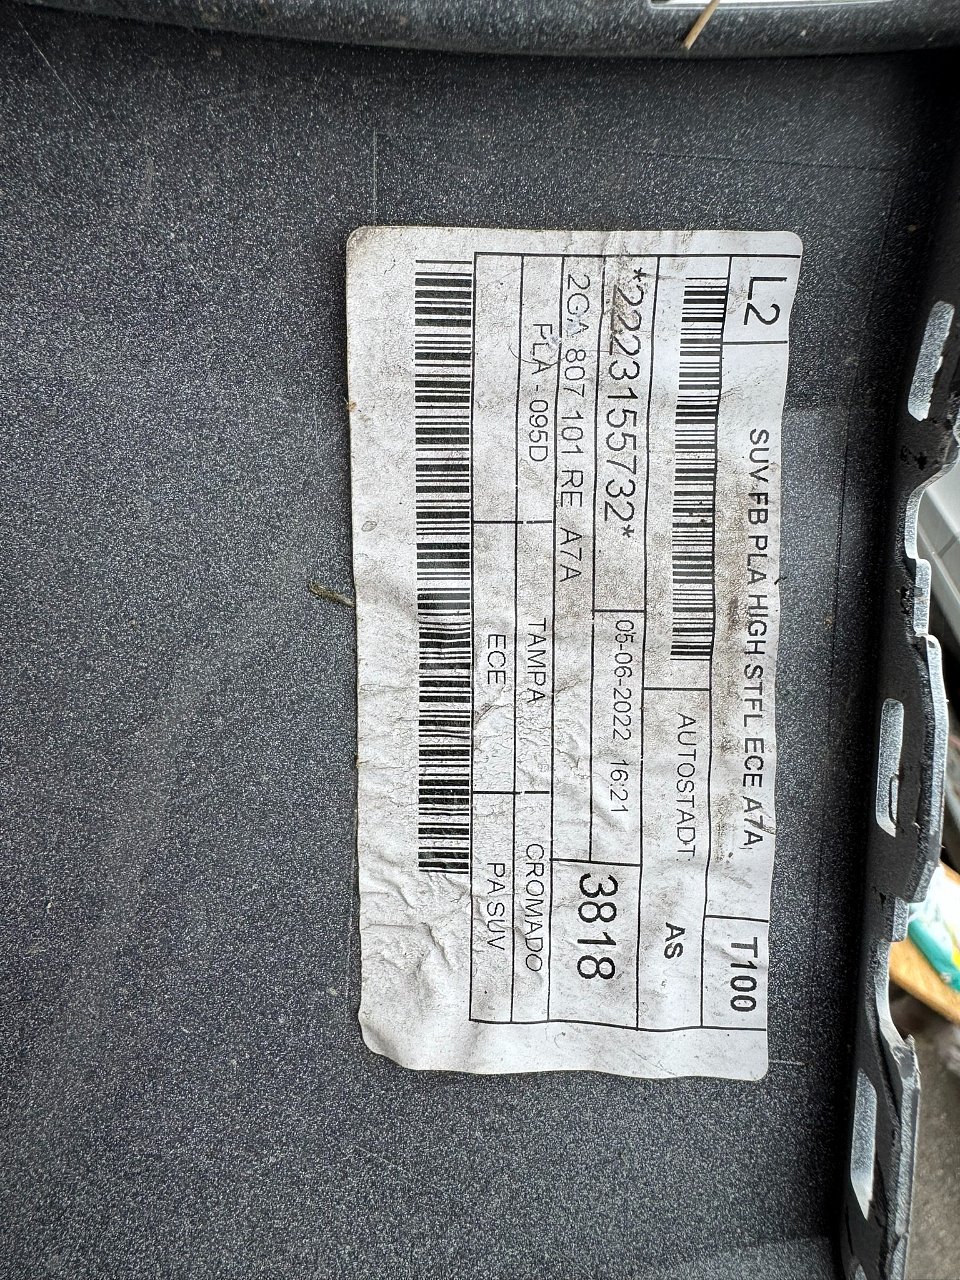 L2 SUV FB PLA HIGH STFL ECE A7A T100
AUTOSTADT AS
*2223155732* 05-06-2022 16:21 3818
2GA 807 101 RE A7A
PLA - 095D TAMPA CROMADO
ECE PA SUV